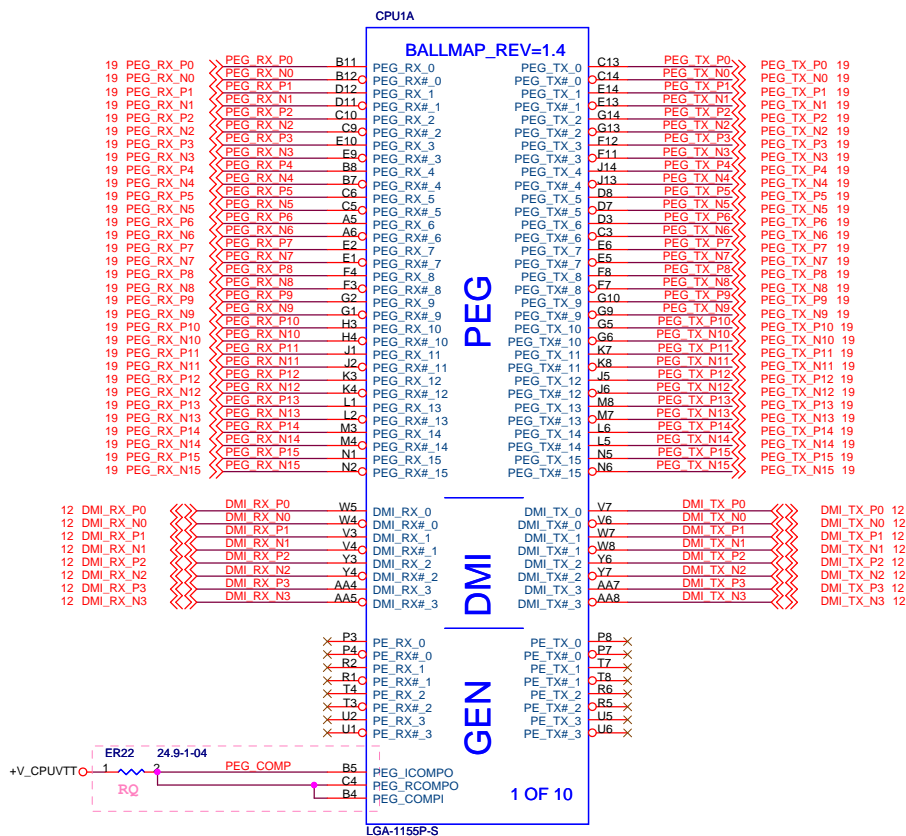 CPU1A
BALLMAP_REV=1.4
19 PEG_RX_P0 PEG_RX_P0 B11 PEG_RX_0 PEG_TX_0 C13 PEG_TX_P0 PEG_TX_P0 19
19 PEG_RX_N0 PEG_RX_N0 B12 PEG_RX#_0 PEG_TX#_0 C14 PEG_TX_N0 PEG_TX_N0 19
19 PEG_RX_P1 PEG_RX_P1 D12 PEG_RX_1 PEG_TX_1 E14 PEG_TX_P1 PEG_TX_P1 19
19 PEG_RX_N1 PEG_RX_N1 D11 PEG_RX#_1 PEG_TX#_1 E13 PEG_TX_N1 PEG_TX_N1 19
19 PEG_RX_P2 PEG_RX_P2 C10 PEG_RX_2 PEG_TX_2 G14 PEG_TX_P2 PEG_TX_P2 19
19 PEG_RX_N2 PEG_RX_N2 C9 PEG_RX#_2 PEG_TX#_2 G13 PEG_TX_N2 PEG_TX_N2 19
19 PEG_RX_P3 PEG_RX_P3 E10 PEG_RX_3 PEG_TX_3 F12 PEG_TX_P3 PEG_TX_P3 19
19 PEG_RX_N3 PEG_RX_N3 E9 PEG_RX#_3 PEG_TX#_3 F11 PEG_TX_N3 PEG_TX_N3 19
19 PEG_RX_P4 PEG_RX_P4 B8 PEG_RX_4 PEG_TX_4 J14 PEG_TX_P4 PEG_TX_P4 19
19 PEG_RX_N4 PEG_RX_N4 B7 PEG_RX#_4 PEG_TX#_4 J13 PEG_TX_N4 PEG_TX_N4 19
19 PEG_RX_P5 PEG_RX_P5 C6 PEG_RX_5 PEG_TX_5 D8 PEG_TX_P5 PEG_TX_P5 19
19 PEG_RX_N5 PEG_RX_N5 C5 PEG_RX#_5 PEG_TX#_5 D7 PEG_TX_N5 PEG_TX_N5 19
19 PEG_RX_P6 PEG_RX_P6 A5 PEG_RX_6 PEG_TX_6 D3 PEG_TX_P6 PEG_TX_P6 19
19 PEG_RX_N6 PEG_RX_N6 A6 PEG_RX#_6 PEG_TX#_6 C3 PEG_TX_N6 PEG_TX_N6 19
19 PEG_RX_P7 PEG_RX_P7 E2 PEG_RX_7 PEG_TX_7 E6 PEG_TX_P7 PEG_TX_P7 19
19 PEG_RX_N7 PEG_RX_N7 E1 PEG_RX#_7 PEG_TX#_7 E5 PEG_TX_N7 PEG_TX_N7 19
19 PEG_RX_P8 PEG_RX_P8 F4 PEG_RX_8 PEG_TX_8 F8 PEG_TX_P8 PEG_TX_P8 19
19 PEG_RX_N8 PEG_RX_N8 F3 PEG_RX#_8 PEG_TX#_8 F7 PEG_TX_N8 PEG_TX_N8 19
19 PEG_RX_P9 PEG_RX_P9 G2 PEG_RX_9 PEG_TX_9 G10 PEG_TX_P9 PEG_TX_P9 19
19 PEG_RX_N9 PEG_RX_N9 G1 PEG_RX#_9 PEG_TX#_9 G9 PEG_TX_N9 PEG_TX_N9 19
19 PEG_RX_P10 PEG_RX_P10 H3 PEG_RX_10 PEG_TX_10 G5 PEG_TX_P10 PEG_TX_P10 19
19 PEG_RX_N10 PEG_RX_N10 H4 PEG_RX#_10 PEG_TX#_10 G6 PEG_TX_N10 PEG_TX_N10 19
19 PEG_RX_P11 PEG_RX_P11 J1 PEG_RX_11 PEG_TX_11 K7 PEG_TX_P11 PEG_TX_P11 19
19 PEG_RX_N11 PEG_RX_N11 J2 PEG_RX#_11 PEG_TX#_11 K8 PEG_TX_N11 PEG_TX_N11 19
19 PEG_RX_P12 PEG_RX_P12 K3 PEG_RX_12 PEG_TX_12 J5 PEG_TX_P12 PEG_TX_P12 19
19 PEG_RX_N12 PEG_RX_N12 K4 PEG_RX#_12 PEG_TX#_12 J6 PEG_TX_N12 PEG_TX_N12 19
19 PEG_RX_P13 PEG_RX_P13 L1 PEG_RX_13 PEG_TX_13 M8 PEG_TX_P13 PEG_TX_P13 19
19 PEG_RX_N13 PEG_RX_N13 L2 PEG_RX#_13 PEG_TX#_13 M7 PEG_TX_N13 PEG_TX_N13 19
19 PEG_RX_P14 PEG_RX_P14 M3 PEG_RX_14 PEG_TX_14 L6 PEG_TX_P14 PEG_TX_P14 19
19 PEG_RX_N14 PEG_RX_N14 M4 PEG_RX#_14 PEG_TX#_14 L5 PEG_TX_N14 PEG_TX_N14 19
19 PEG_RX_P15 PEG_RX_P15 N1 PEG_RX_15 PEG_TX_15 N5 PEG_TX_P15 PEG_TX_P15 19
19 PEG_RX_N15 PEG_RX_N15 N2 PEG_RX#_15 PEG_TX#_15 N6 PEG_TX_N15 PEG_TX_N15 19
PEG
12 DMI_RX_P0 DMI_RX_P0 W5 DMI_RX_0 DMI_TX_0 V7 DMI_TX_P0 DMI_TX_P0 12
12 DMI_RX_N0 DMI_RX_N0 W4 DMI_RX#_0 DMI_TX#_0 V6 DMI_TX_N0 DMI_TX_N0 12
12 DMI_RX_P1 DMI_RX_P1 V3 DMI_RX_1 DMI_TX_1 W7 DMI_TX_P1 DMI_TX_P1 12
12 DMI_RX_N1 DMI_RX_N1 V4 DMI_RX#_1 DMI_TX#_1 W8 DMI_TX_N1 DMI_TX_N1 12
12 DMI_RX_P2 DMI_RX_P2 Y3 DMI_RX_2 DMI_TX_2 Y6 DMI_TX_P2 DMI_TX_P2 12
12 DMI_RX_N2 DMI_RX_N2 Y4 DMI_RX#_2 DMI_TX#_2 Y7 DMI_TX_N2 DMI_TX_N2 12
12 DMI_RX_P3 DMI_RX_P3 AA4 DMI_RX_3 DMI_TX_3 AA7 DMI_TX_P3 DMI_TX_P3 12
12 DMI_RX_N3 DMI_RX_N3 AA5 DMI_RX#_3 DMI_TX#_3 AA8 DMI_TX_N3 DMI_TX_N3 12
DMI
P3 PE_RX_0 PE_TX_0 P8
P4 PE_RX#_0 PE_TX#_0 P7
R2 PE_RX_1 PE_TX_1 T7
R1 PE_RX#_1 PE_TX#_1 T8
T4 PE_RX_2 PE_TX_2 R6
T3 PE_RX#_2 PE_TX#_2 R5
U2 PE_RX_3 PE_TX_3 U5
U1 PE_RX#_3 PE_TX#_3 U6
GEN
ER22 24.9-1-04
+V_CPUVTT 1 2 PEG_COMP B5 PEG_ICOMPO
RQ C4 PEG_RCOMPO
B4 PEG_COMPI
1 OF 10
LGA-1155P-S